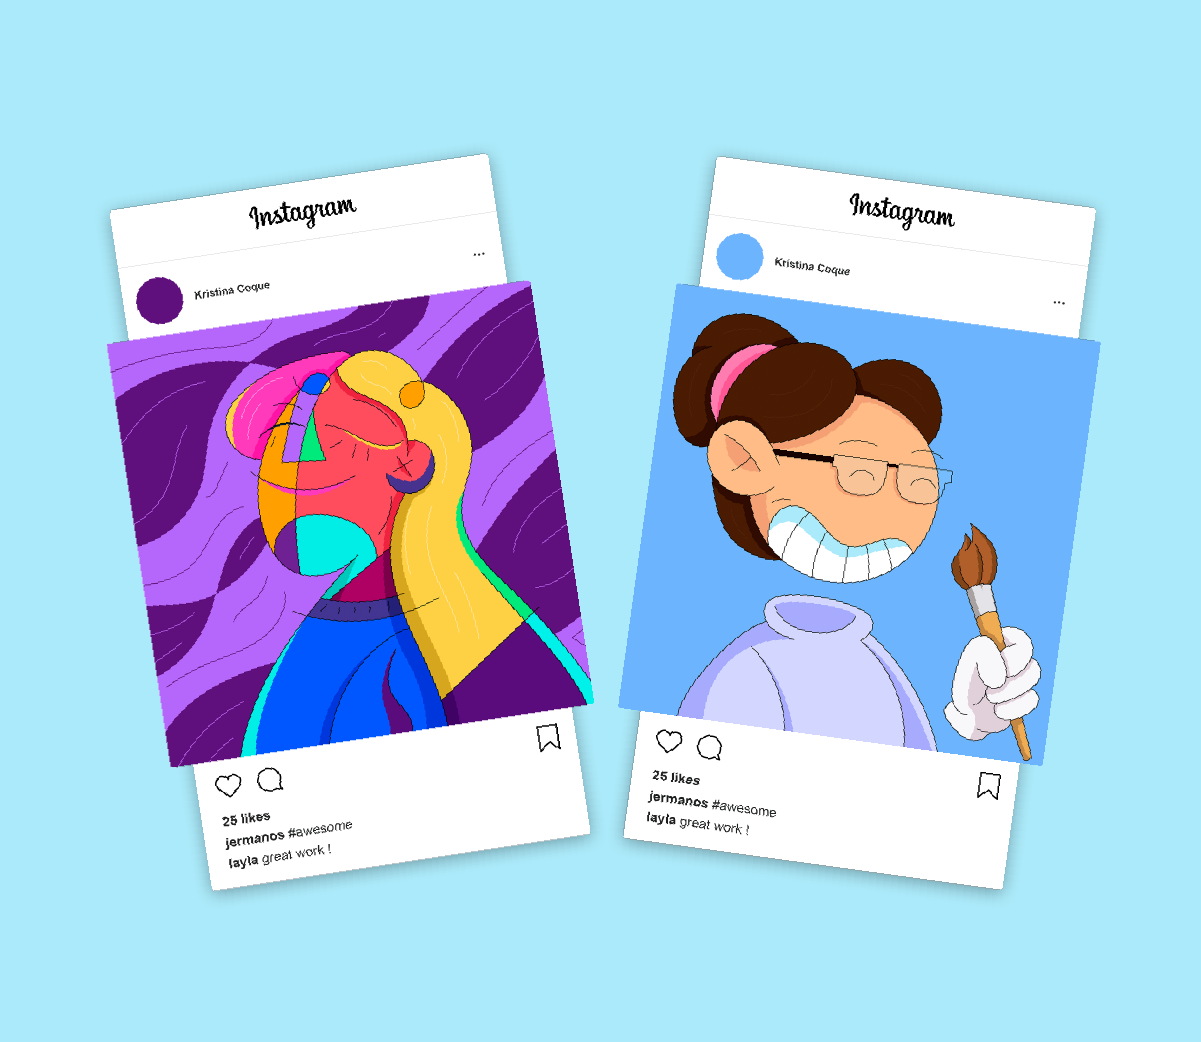 Instagram
...
Kristina Coque
25 likes
jermanos #awesome
layla great work !
Instagram
Kristina Coque
...
25 likes
jermanos #awesome
layla great work !